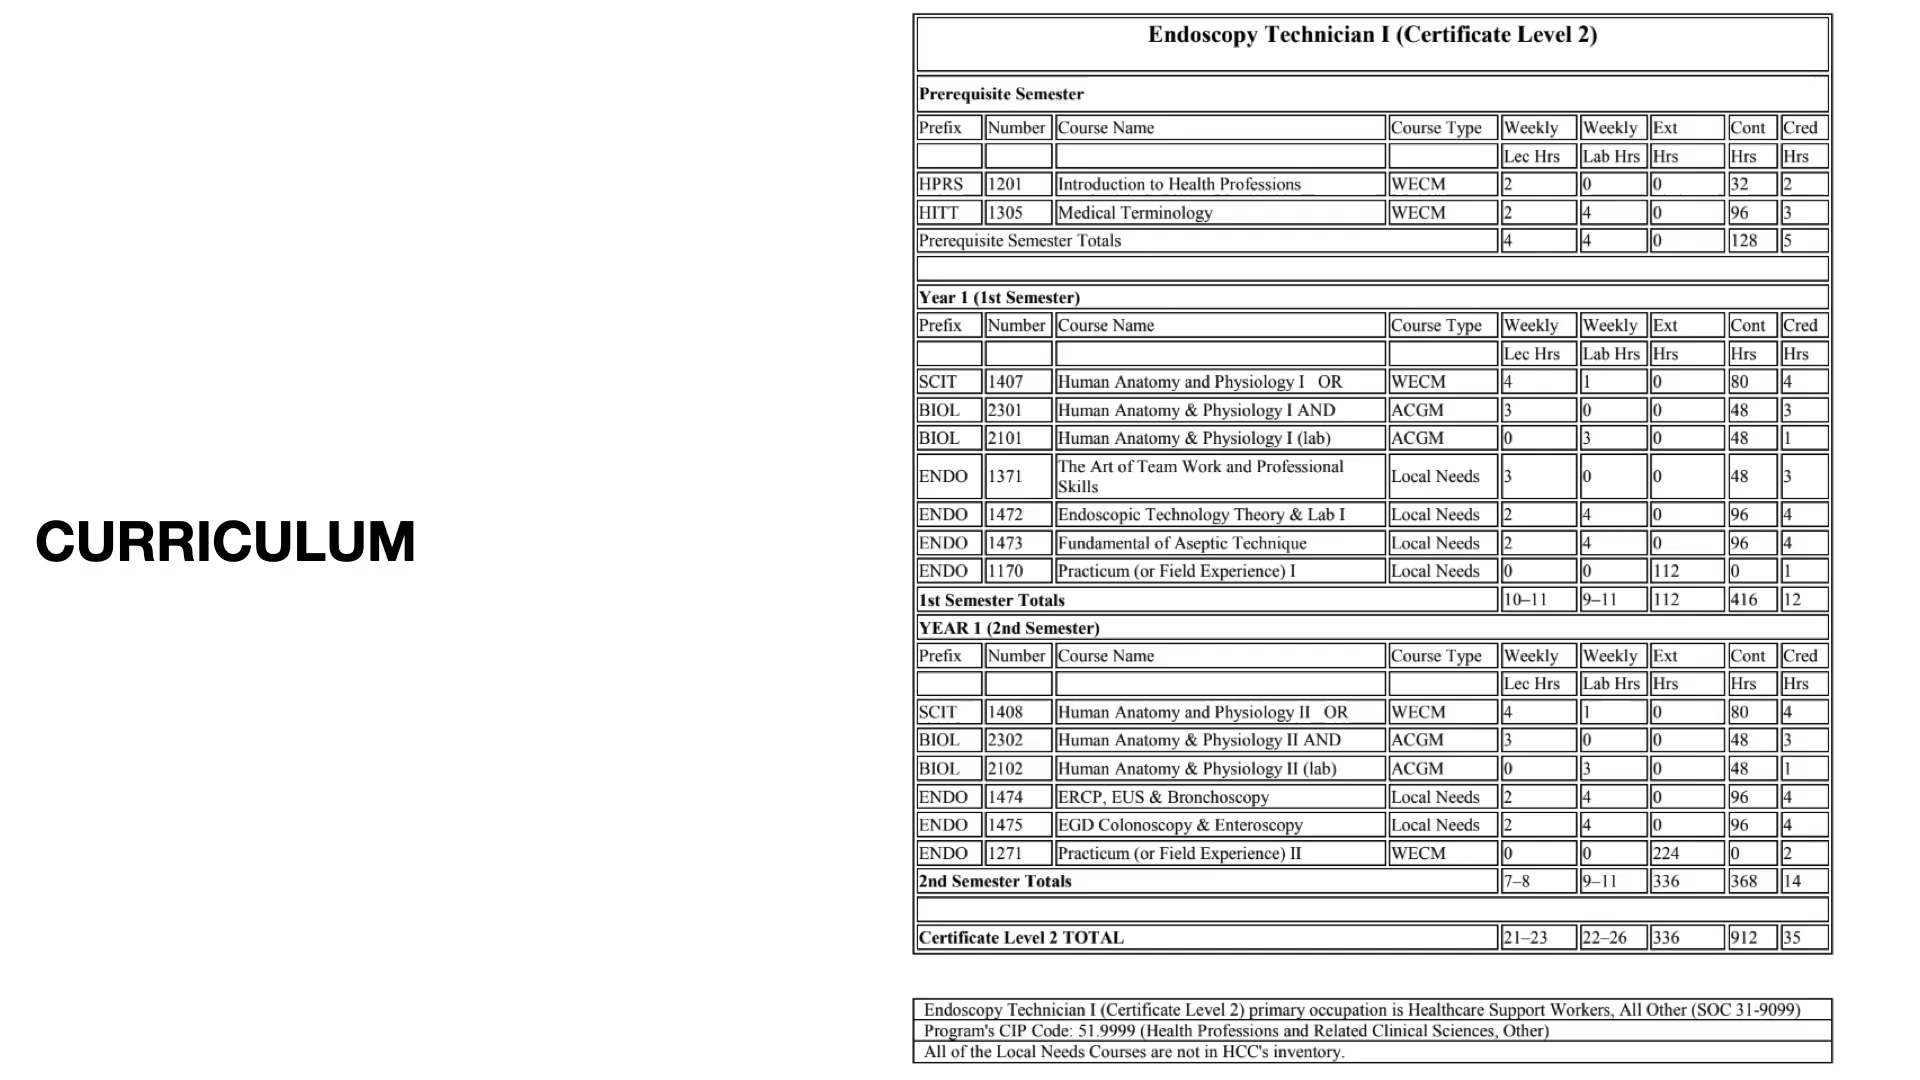 CURRICULUM
Endoscopy Technician I (Certificate Level 2)
Prerequisite Semester
Prefix Number Course Name Course Type Weekly Weekly Ext Cont Cred
Lec Hrs Lab Hrs Hrs Hrs Hrs
HPRS 1201 Introduction to Health Professions WECM 2 0 0 32 2
HITT 1305 Medical Terminology WECM 2 4 0 96 3
Prerequisite Semester Totals 4 4 0 128 5
Year 1 (1st Semester)
Prefix Number Course Name Course Type Weekly Weekly Ext Cont Cred
Lec Hrs Lab Hrs Hrs Hrs Hrs
SCIT 1407 Human Anatomy and Physiology I OR WECM 4 1 0 80 4
BIOL 2301 Human Anatomy & Physiology I AND ACGM 3 0 0 48 3
BIOL 2101 Human Anatomy & Physiology I (lab) ACGM 0 3 0 48 1
ENDO 1371 The Art of Team Work and Professional
Skills Local Needs 3 0 0 48 3
ENDO 1472 Endoscopic Technology Theory & Lab I Local Needs 2 4 0 96 4
ENDO 1473 Fundamental of Aseptic Technique Local Needs 2 4 0 96 4
ENDO 1170 Practicum (or Field Experience) I Local Needs 0 0 112 0 1
1st Semester Totals 10–11 9–11 112 416 12
YEAR 1 (2nd Semester)
Prefix Number Course Name Course Type Weekly Weekly Ext Cont Cred
Lec Hrs Lab Hrs Hrs Hrs Hrs
SCIT 1408 Human Anatomy and Physiology II OR WECM 4 1 0 80 4
BIOL 2302 Human Anatomy & Physiology II AND ACGM 3 0 0 48 3
BIOL 2102 Human Anatomy & Physiology II (lab) ACGM 0 3 0 48 1
ENDO 1474 ERCP, EUS & Bronchoscopy Local Needs 2 4 0 96 4
ENDO 1475 EGD Colonoscopy & Enteroscopy Local Needs 2 4 0 96 4
ENDO 1271 Practicum (or Field Experience) II WECM 0 0 224 0 2
2nd Semester Totals 7–8 9–11 336 368 14
Certificate Level 2 TOTAL 21–23 22–26 336 912 35
Endoscopy Technician I (Certificate Level 2) primary occupation is Healthcare Support Workers, All Other (SOC 31-9099)
Program's CIP Code: 51.9999 (Health Professions and Related Clinical Sciences, Other)
All of the Local Needs Courses are not in HCC's inventory.